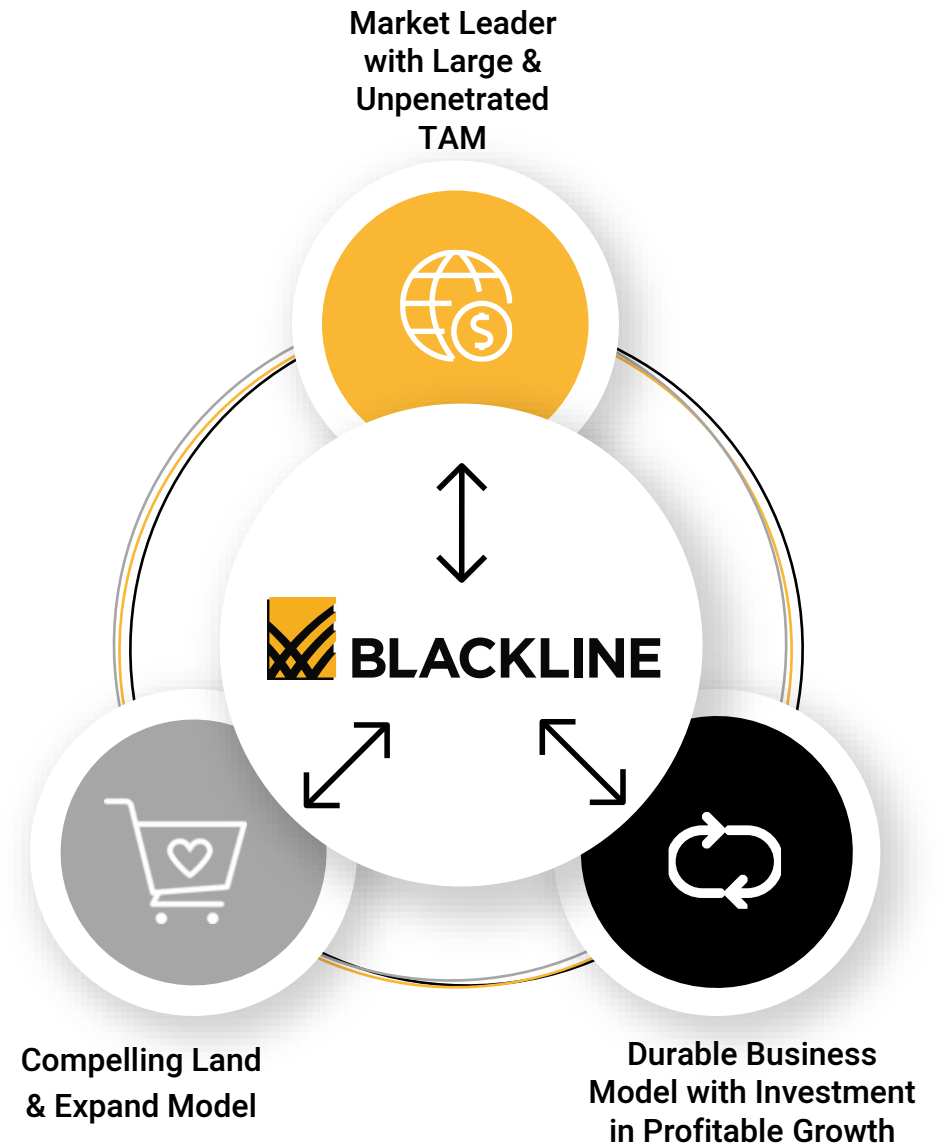 Market Leader
with Large &
Unpenetrated
TAM
$
BLACKLINE
Compelling Land
& Expand Model
Durable Business
Model with Investment
in Profitable Growth